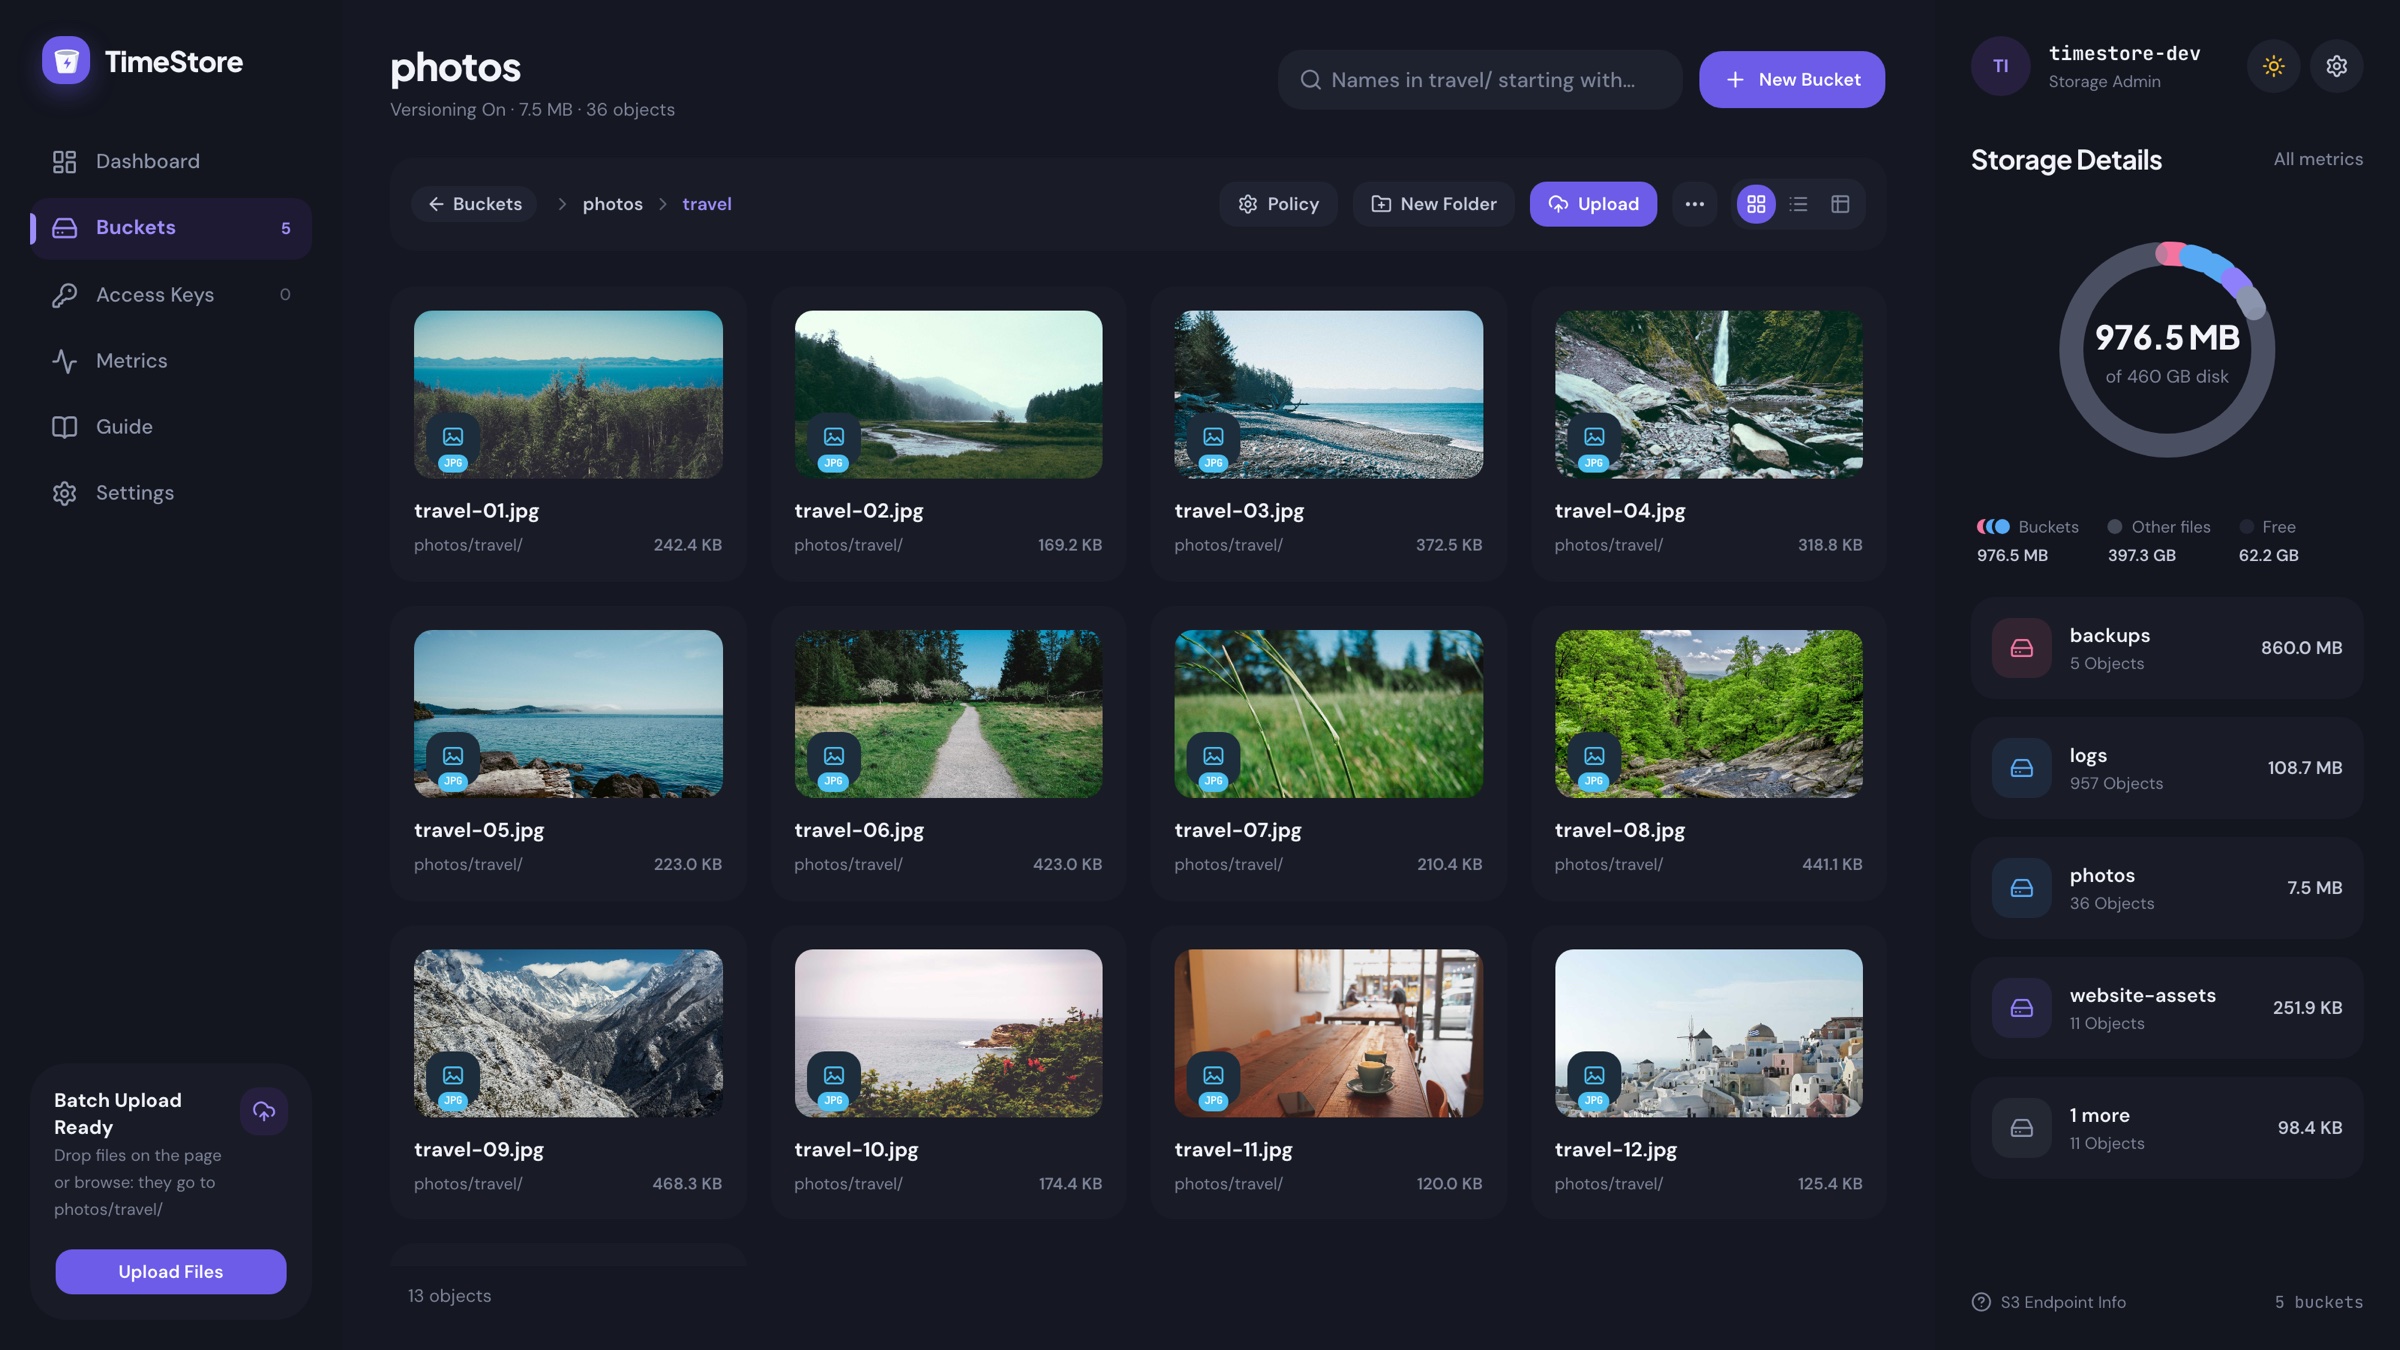 TimeStore
Dashboard
Buckets 5
Access Keys 0
Metrics
Guide
Settings
Batch Upload
Ready
Drop files on the page
or browse: they go to
photos/travel/
Upload Files
photos
Versioning On · 7.5 MB · 36 objects
Names in travel/ starting with...
New Bucket
Buckets
photos
travel
Policy
New Folder
Upload
JPG
travel-01.jpg
photos/travel/ 242.4 KB
JPG
travel-02.jpg
photos/travel/ 169.2 KB
JPG
travel-03.jpg
photos/travel/ 372.5 KB
JPG
travel-04.jpg
photos/travel/ 318.8 KB
JPG
travel-05.jpg
photos/travel/ 223.0 KB
JPG
travel-06.jpg
photos/travel/ 423.0 KB
JPG
travel-07.jpg
photos/travel/ 210.4 KB
JPG
travel-08.jpg
photos/travel/ 441.1 KB
JPG
travel-09.jpg
photos/travel/ 468.3 KB
JPG
travel-10.jpg
photos/travel/ 174.4 KB
JPG
travel-11.jpg
photos/travel/ 120.0 KB
JPG
travel-12.jpg
photos/travel/ 125.4 KB
13 objects
TI
timestore-dev
Storage Admin
Storage Details
All metrics
976.5 MB
of 460 GB disk
Buckets
976.5 MB
Other files
397.3 GB
Free
62.2 GB
backups
5 Objects
860.0 MB
logs
957 Objects
108.7 MB
photos
36 Objects
7.5 MB
website-assets
11 Objects
251.9 KB
1 more
11 Objects
98.4 KB
S3 Endpoint Info
5 buckets